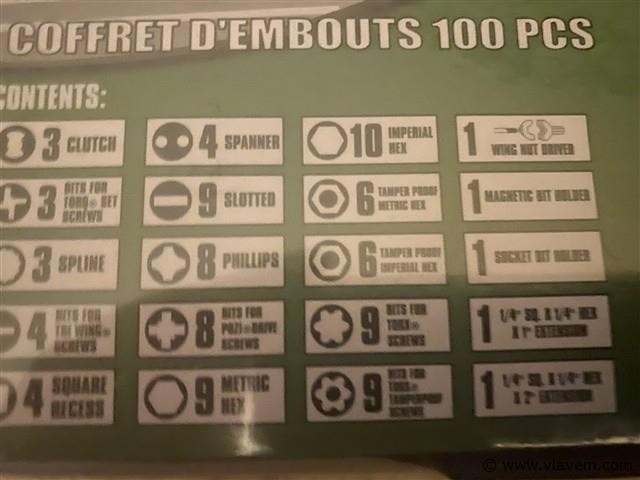 COFFRET D'EMBOUTS 100 PCS
CONTENTS:
3 CLUTCH
4 SPANNER
10 IMPERIAL HEX
1 WING NUT DRIVER
3 BITS FOR TORQ® SET SCREWS
9 SLOTTED
6 TAMPER PROOF METRIC HEX
1 MAGNETIC BIT HOLDER
3 SPLINE
8 PHILLIPS
6 TAMPER PROOF IMPERIAL HEX
1 SOCKET BIT HOLDER
4 BITS FOR TRI WING® SCREWS
8 BITS FOR POZI®DRIVE SCREWS
9 BITS FOR TORX® SCREWS
1 1/4" SQ. X 1/4" HEX X 1" EXTENSION
4 SQUARE RECESS
9 METRIC HEX
9 BITS FOR TORX® TAMPERPROOF SCREWS
1 1/4" SQ. X 1/4" HEX X 2" EXTENSION
© www.vlavem.com